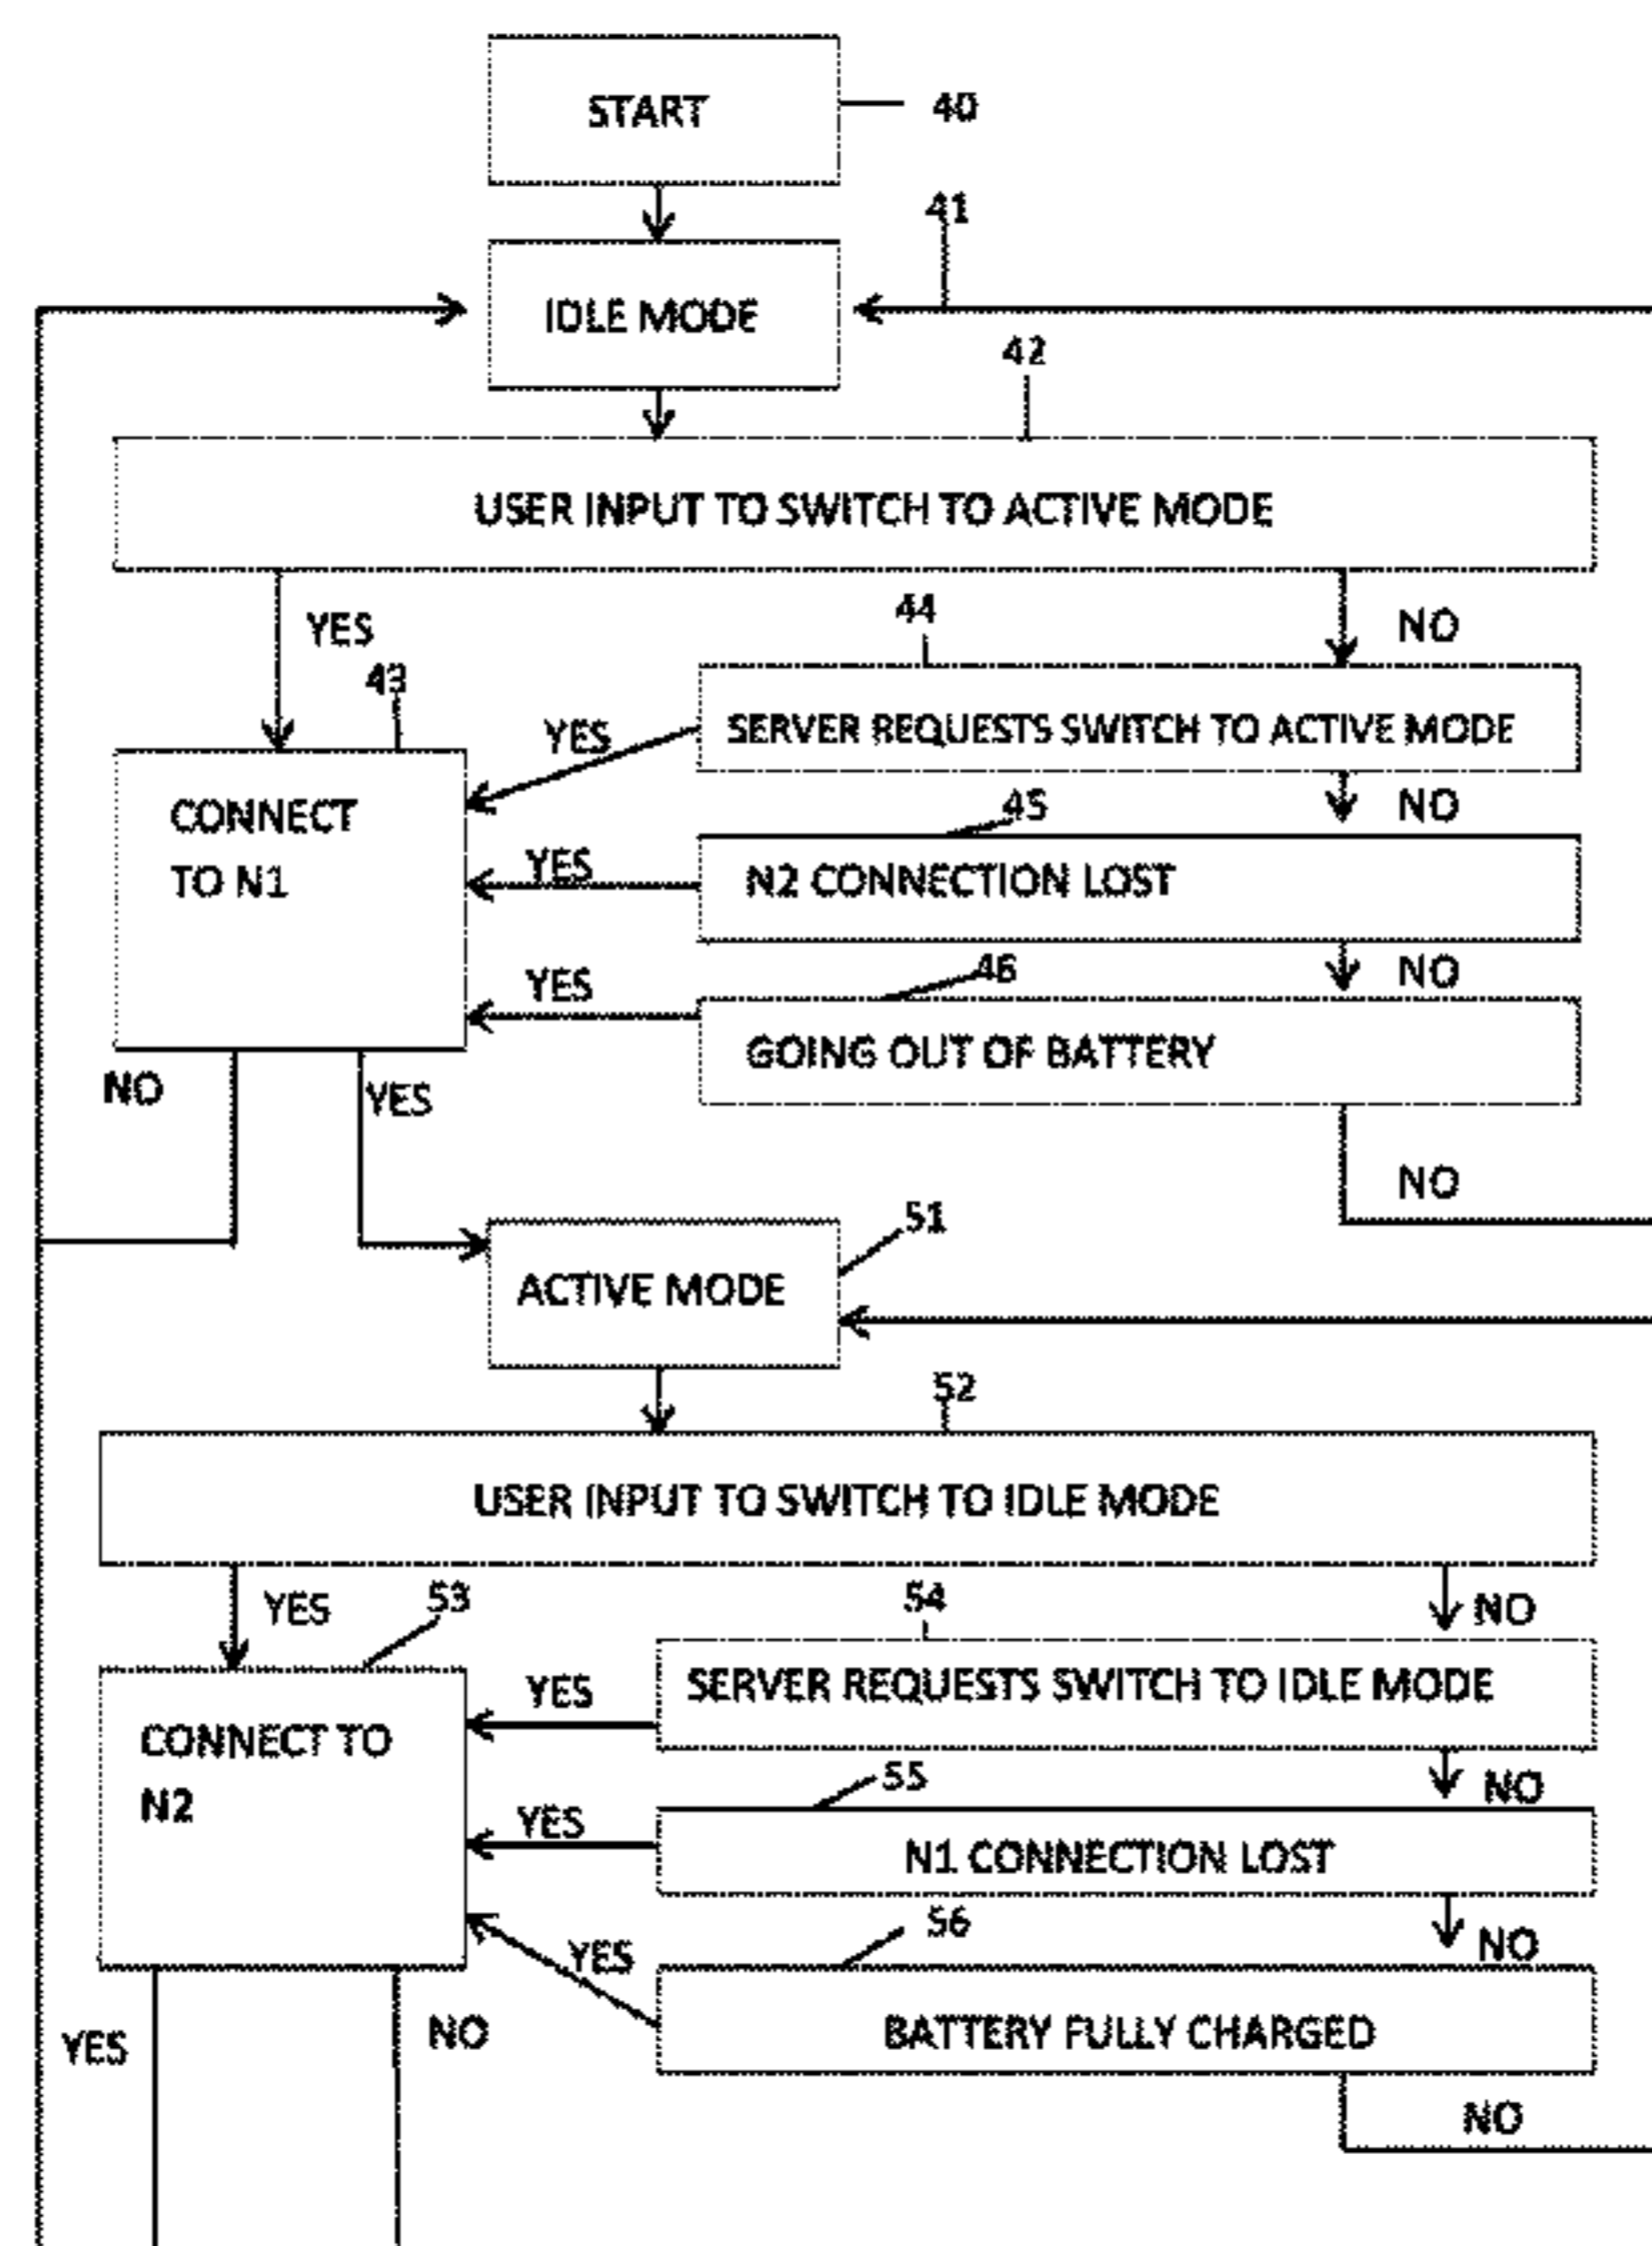 START
40
41
IDLE MODE
42
USER INPUT TO SWITCH TO ACTIVE MODE
YES
44
NO
43
YES
SERVER REQUESTS SWITCH TO ACTIVE MODE
CONNECT
TO N1
45
NO
YES
N2 CONNECTION LOST
46
NO
YES
GOING OUT OF BATTERY
NO
YES
NO
51
ACTIVE MODE
52
USER INPUT TO SWITCH TO IDLE MODE
YES
53
54
NO
YES
SERVER REQUESTS SWITCH TO IDLE MODE
CONNECT TO
N2
55
NO
YES
N1 CONNECTION LOST
56
NO
YES
BATTERY FULLY CHARGED
YES
NO
NO